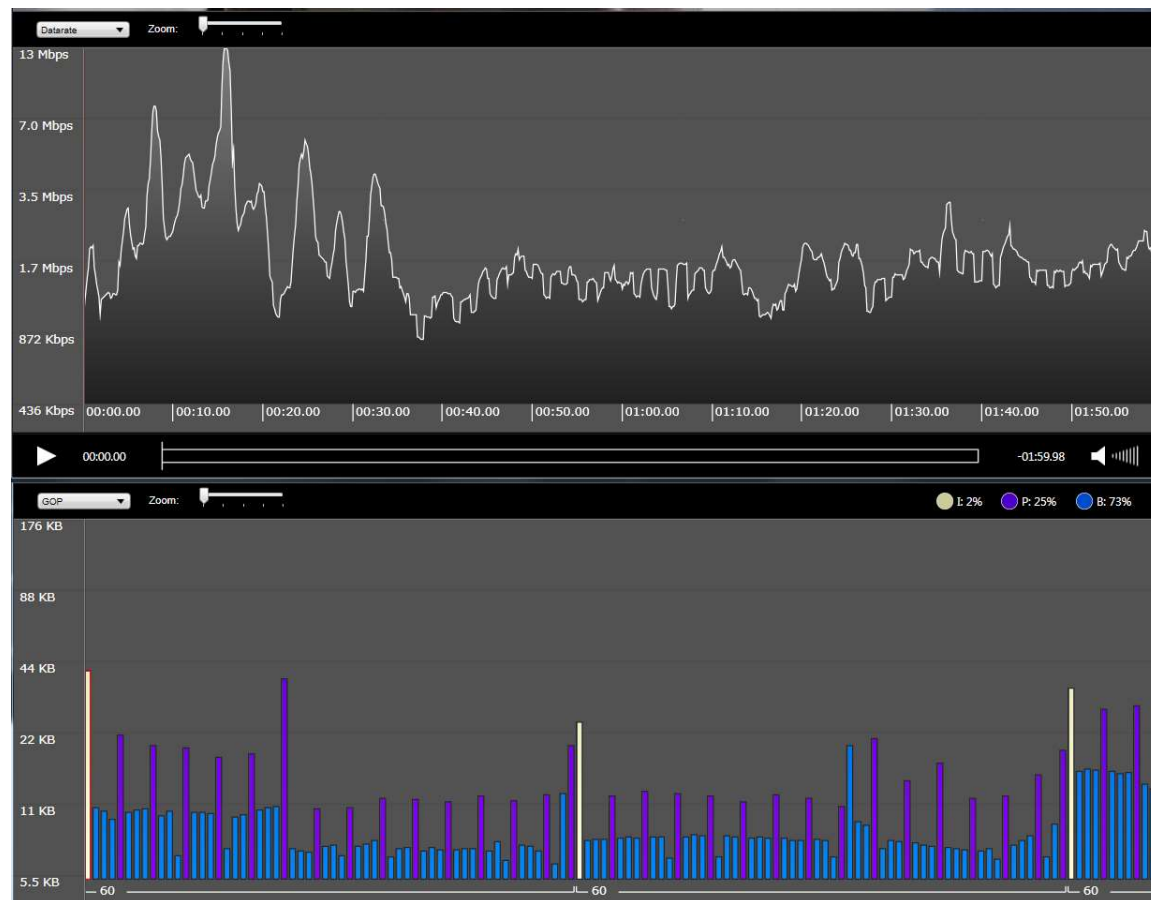 Datarate Zoom:
13 Mbps
7.0 Mbps
3.5 Mbps
1.7 Mbps
872 Kbps
436 Kbps 00:00.00 00:10.00 00:20.00 00:30.00 00:40.00 00:50.00 01:00.00 01:10.00 01:20.00 01:30.00 01:40.00 01:50.00
00:00.00 -01:59.98
GOP Zoom: I: 2% P: 25% B: 73%
176 KB
88 KB
44 KB
22 KB
11 KB
5.5 KB
60 60 60